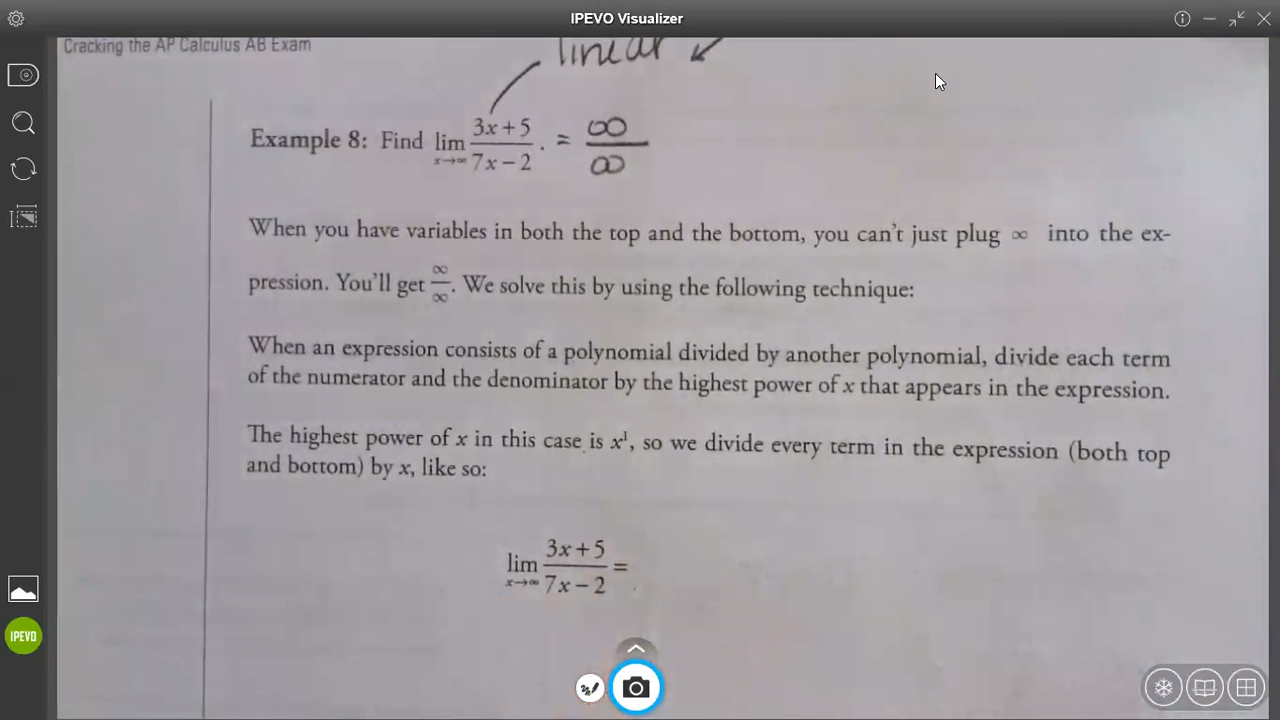 IPEVO Visualizer
Cracking the AP Calculus AB Exam
linear
Example 8: Find lim x→∞ (3x + 5)/(7x − 2) . = ∞/∞
When you have variables in both the top and the bottom, you can't just plug ∞ into the ex-
pression. You'll get ∞/∞. We solve this by using the following technique:
When an expression consists of a polynomial divided by another polynomial, divide each term
of the numerator and the denominator by the highest power of x that appears in the expression.
The highest power of x in this case is x¹, so we divide every term in the expression (both top
and bottom) by x, like so:
lim x→∞ (3x + 5)/(7x − 2) =
IPEVO